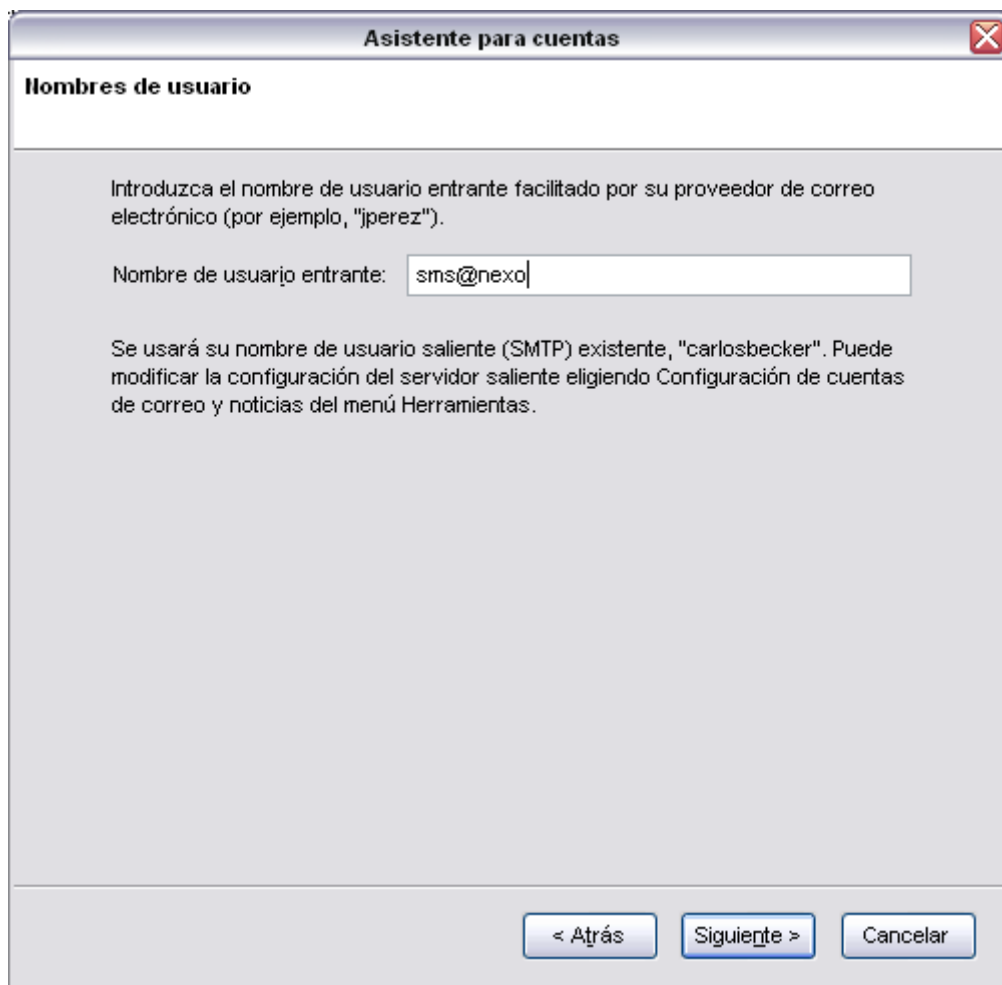 Asistente para cuentas
Nombres de usuario
Introduzca el nombre de usuario entrante facilitado por su proveedor de correo
electrónico (por ejemplo, "jperez").
Nombre de usuario entrante: sms@nexo
Se usará su nombre de usuario saliente (SMTP) existente, "carlosbecker". Puede
modificar la configuración del servidor saliente eligiendo Configuración de cuentas
de correo y noticias del menú Herramientas.
< Atrás Siguiente > Cancelar